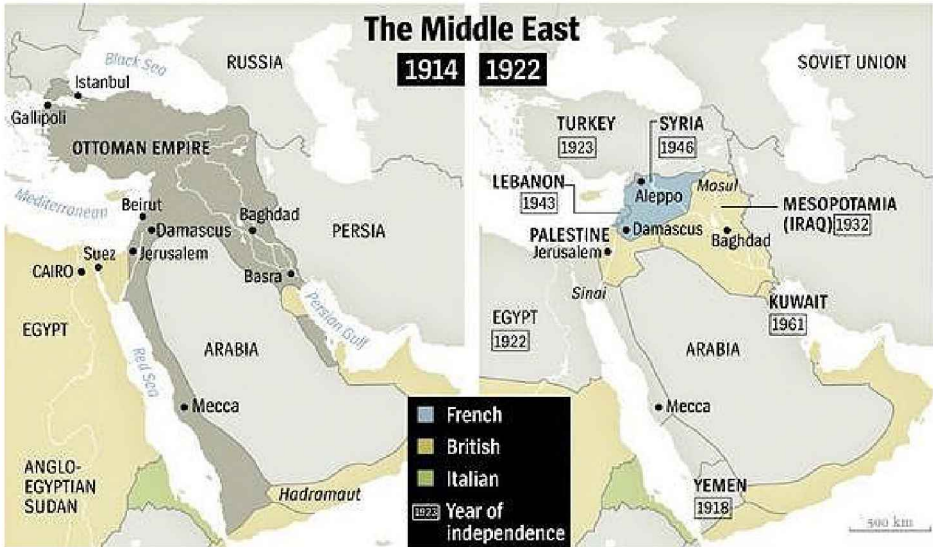 The Middle East
1914
1922
Black Sea
RUSSIA
Istanbul
Gallipoli
OTTOMAN EMPIRE
Mediterranean
Beirut
Damascus
Baghdad
PERSIA
Suez
Jerusalem
CAIRO
Basra
Persian Gulf
EGYPT
Red Sea
ARABIA
Mecca
ANGLO-
EGYPTIAN
SUDAN
Hadromaut
French
British
Italian
1923 Year of
independence
SOVIET UNION
TURKEY
1923
SYRIA
1946
LEBANON
1943
Aleppo
Mosul
MESOPOTAMIA
(IRAQ) 1932
PALESTINE
Damascus
Baghdad
Jerusalem
Sinai
KUWAIT
1961
EGYPT
1922
ARABIA
Mecca
YEMEN
1918
500 km